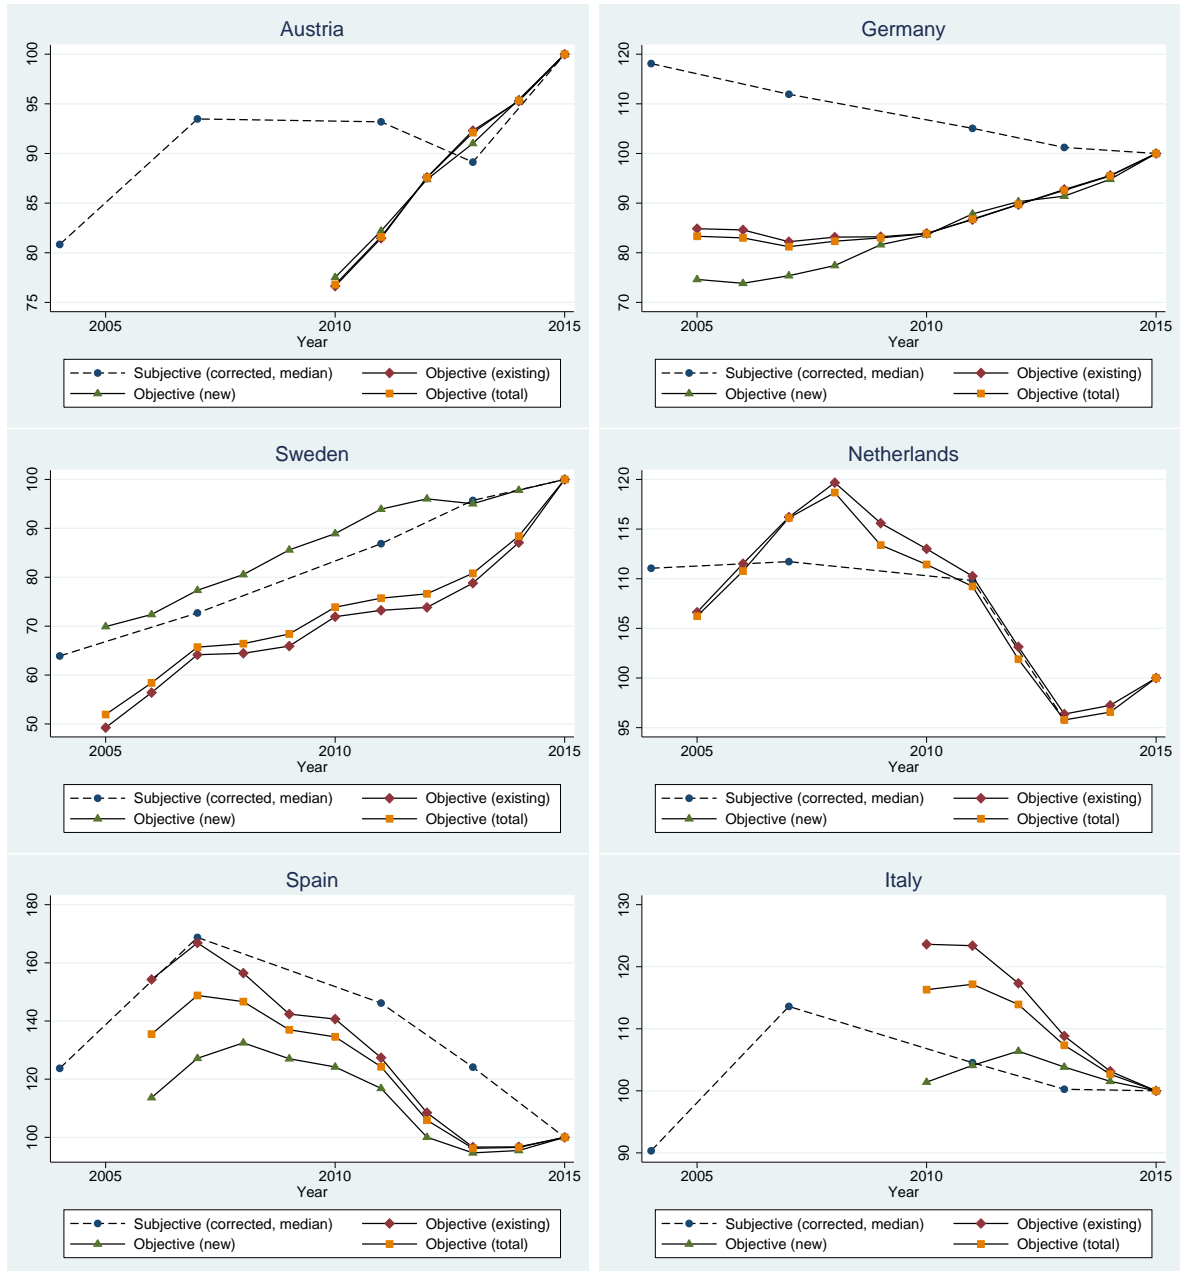 Austria
100
95
90
85
80
75
2005 2010 2015
Year
Subjective (corrected, median) Objective (existing)
Objective (new) Objective (total)
Germany
120
110
100
90
80
70
2005 2010 2015
Year
Subjective (corrected, median) Objective (existing)
Objective (new) Objective (total)
Sweden
100
90
80
70
60
50
2005 2010 2015
Year
Subjective (corrected, median) Objective (existing)
Objective (new) Objective (total)
Netherlands
120
115
110
105
100
95
2005 2010 2015
Year
Subjective (corrected, median) Objective (existing)
Objective (new) Objective (total)
Spain
180
160
140
120
100
2005 2010 2015
Year
Subjective (corrected, median) Objective (existing)
Objective (new) Objective (total)
Italy
130
120
110
100
90
2005 2010 2015
Year
Subjective (corrected, median) Objective (existing)
Objective (new) Objective (total)